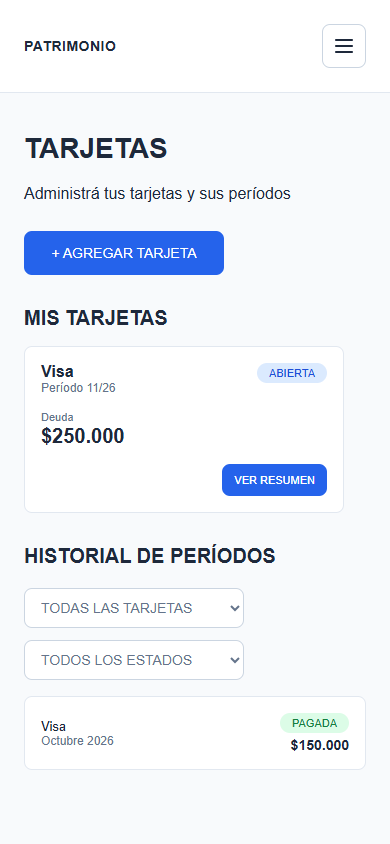 PATRIMONIO
TARJETAS
Administrá tus tarjetas y sus períodos
+ AGREGAR TARJETA
MIS TARJETAS
Visa
ABIERTA
Período 11/26
Deuda
$250.000
VER RESUMEN
HISTORIAL DE PERÍODOS
TODAS LAS TARJETAS
TODOS LOS ESTADOS
Visa
PAGADA
Octubre 2026
$150.000